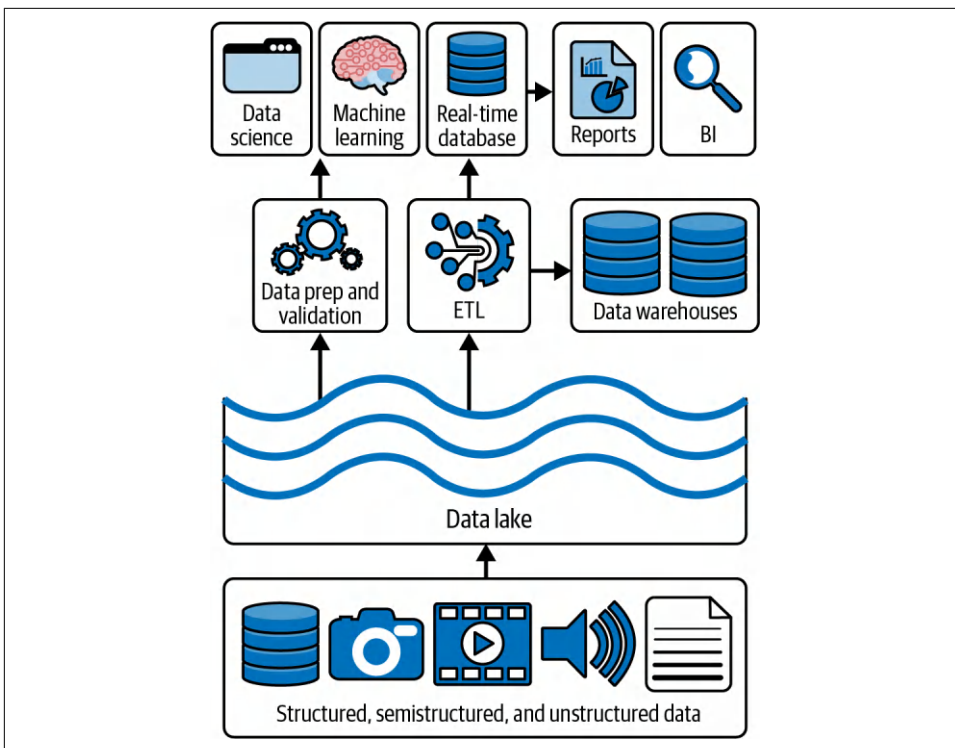 Data
science
Machine
learning
Real-time
database
Reports
BI
Data prep and
validation
ETL
Data warehouses
Data lake
Structured, semistructured, and unstructured data